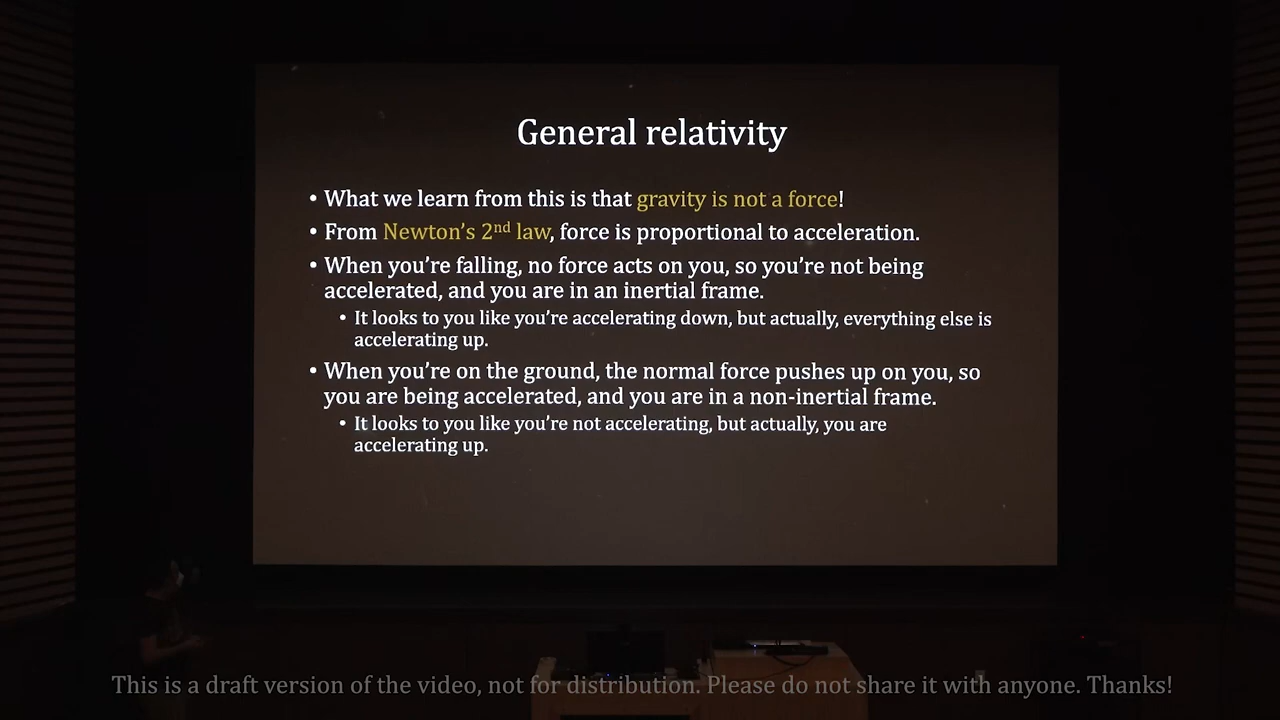 General relativity
• What we learn from this is that gravity is not a force!
• From Newton's 2nd law, force is proportional to acceleration.
• When you're falling, no force acts on you, so you're not being
accelerated, and you are in an inertial frame.
• It looks to you like you're accelerating down, but actually, everything else is
accelerating up.
• When you're on the ground, the normal force pushes up on you, so
you are being accelerated, and you are in a non-inertial frame.
• It looks to you like you're not accelerating, but actually, you are
accelerating up.
This is a draft version of the video, not for distribution. Please do not share it with anyone. Thanks!